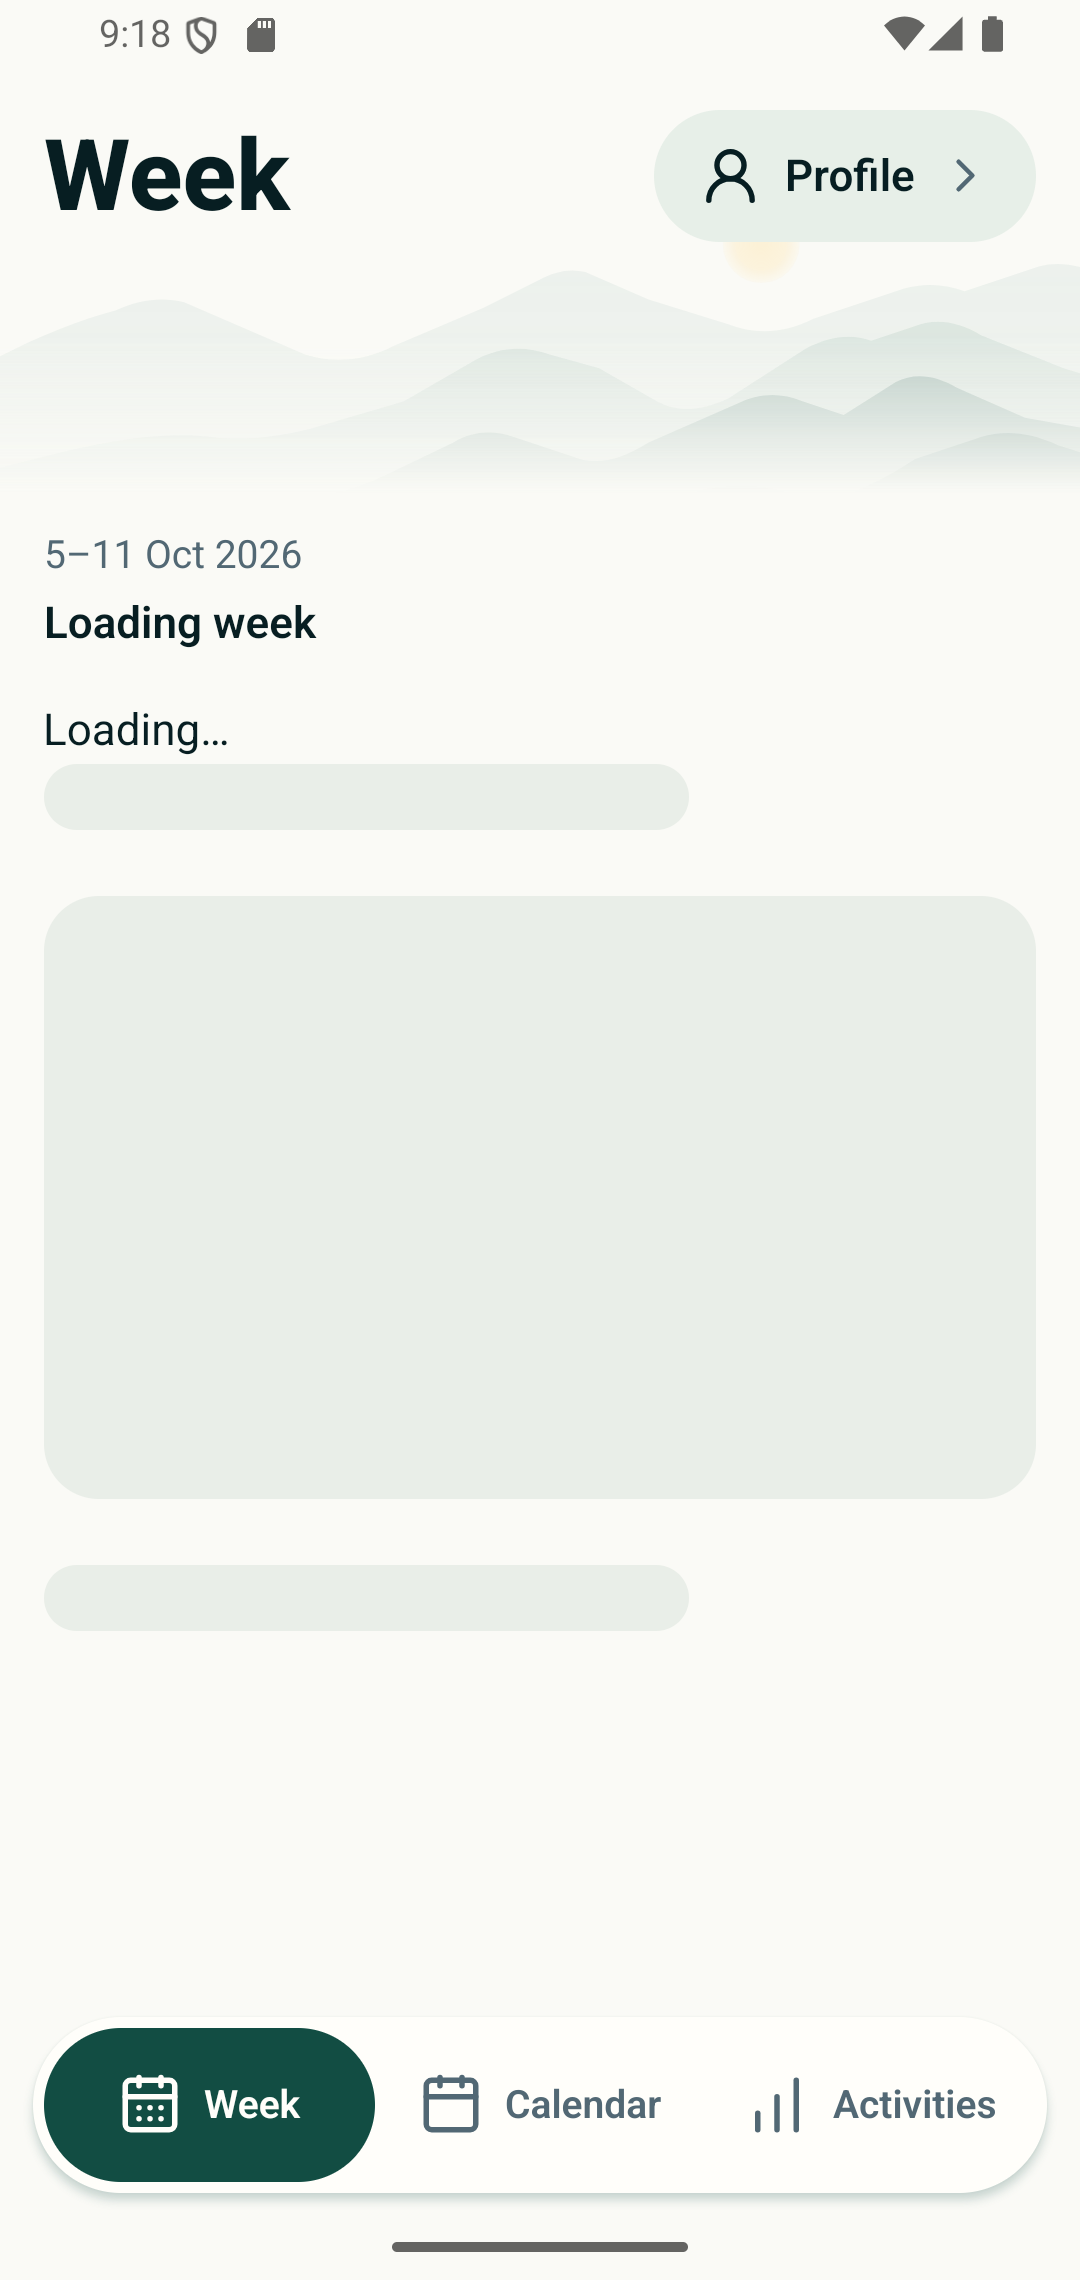 9:18
Week
Profile
5–11 Oct 2026
Loading week
Loading…
Week
Calendar
Activities